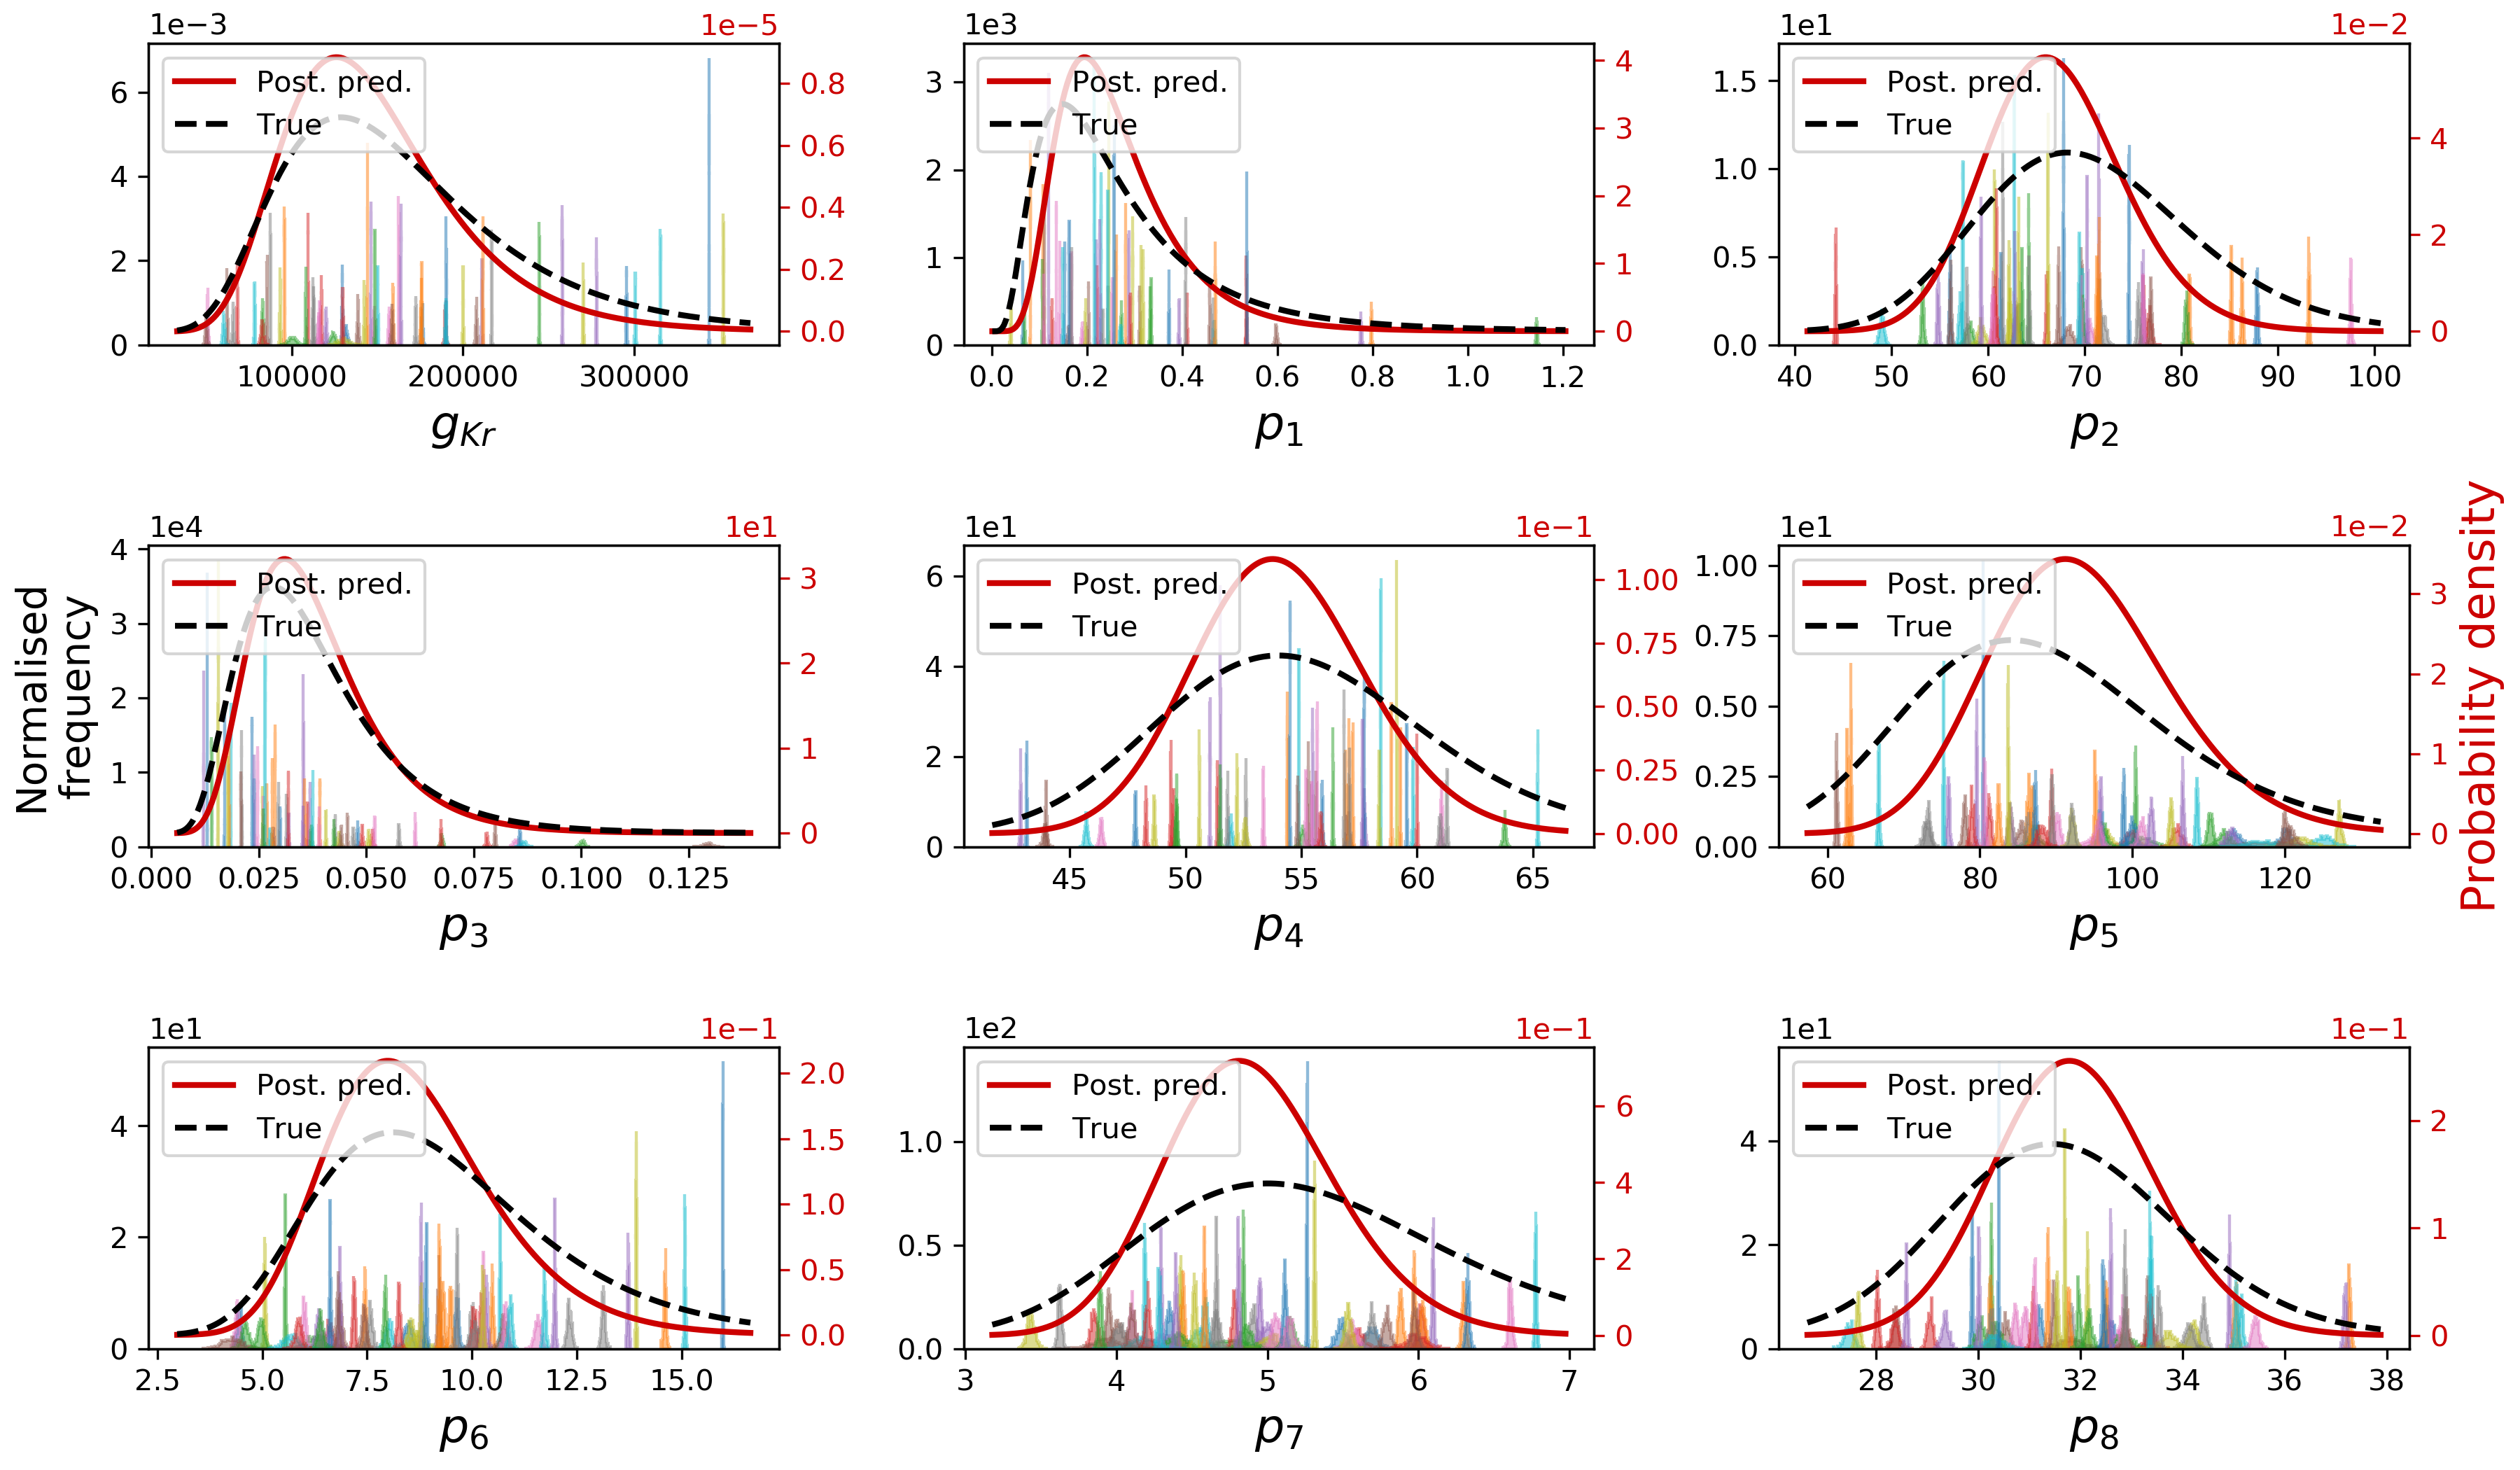 1e−3 1e−5 1e3 1e1 1e−2
Post. pred. Post. pred. Post. pred.
True True True
6 4 2 0
0.8 0.6 0.4 0.2 0.0
3 2 1 0
4 3 2 1 0
1.5 1.0 0.5 0.0
4 2 0
100000 200000 300000
0.0 0.2 0.4 0.6 0.8 1.0 1.2
40 50 60 70 80 90 100
g_Kr p_1 p_2
1e4 1e1 1e1 1e−1 1e1 1e−2
Post. pred. Post. pred. Post. pred.
True True True
4 3 2 1 0
3 2 1 0
6 4 2 0
1.00 0.75 0.50 0.25 0.00
1.00 0.75 0.50 0.25 0.00
3 2 1 0
0.000 0.025 0.050 0.075 0.100 0.125
45 50 55 60 65
60 80 100 120
p_3 p_4 p_5
Normalised
frequency
Probability density
1e1 1e−1 1e2 1e−1 1e1 1e−1
Post. pred. Post. pred. Post. pred.
True True True
4 2 0
2.0 1.5 1.0 0.5 0.0
1.0 0.5 0.0
6 4 2 0
4 2 0
2 1 0
2.5 5.0 7.5 10.0 12.5 15.0
3 4 5 6 7
28 30 32 34 36 38
p_6 p_7 p_8